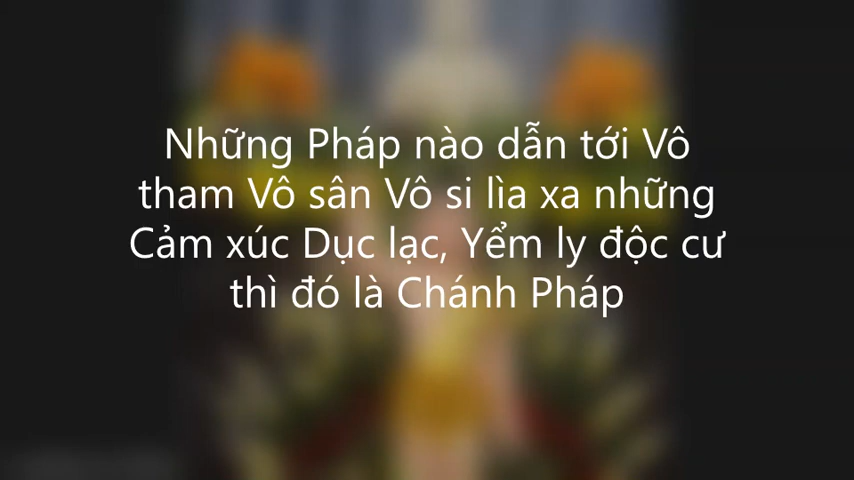 Những Pháp nào dẫn tới Vô
tham Vô sân Vô si lìa xa những
Cảm xúc Dục lạc, Yểm ly độc cư
thì đó là Chánh Pháp